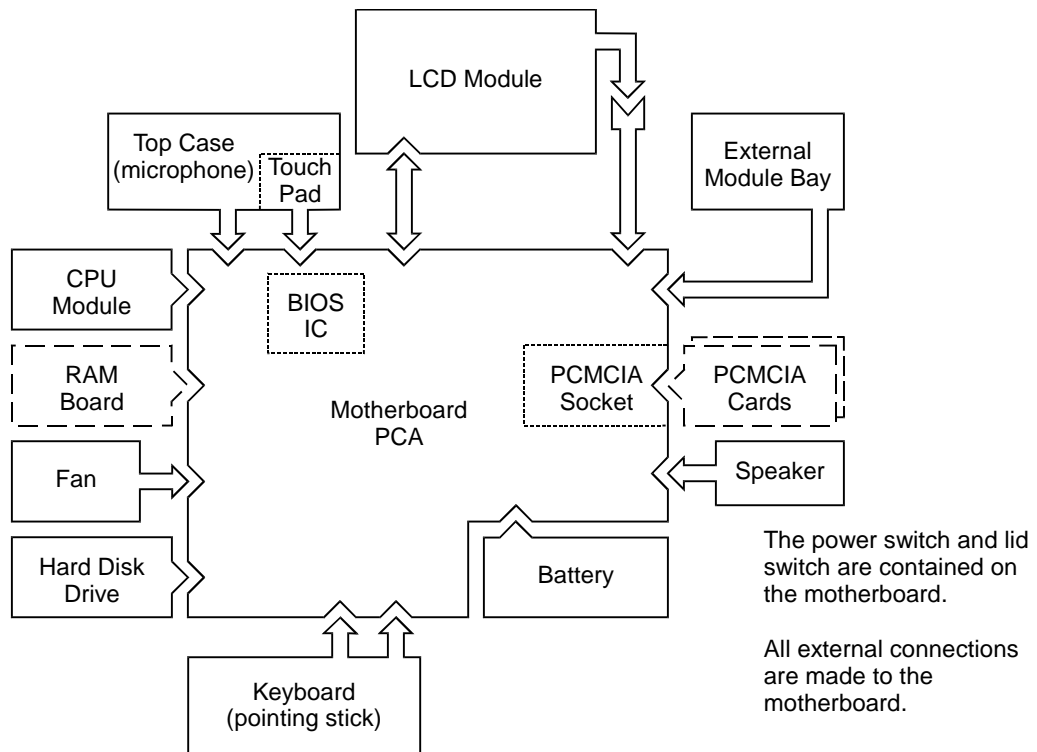 LCD Module
Top Case
(microphone)
Touch
Pad
External
Module Bay
CPU
Module
BIOS
IC
RAM
Board
PCMCIA
Socket
PCMCIA
Cards
Motherboard
PCA
Fan
Speaker
Hard Disk
Drive
Battery
The power switch and lid
switch are contained on
the motherboard.
All external connections
are made to the
motherboard.
Keyboard
(pointing stick)